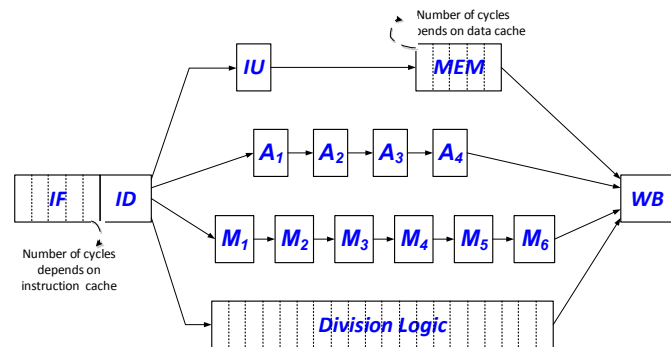 Number of cycles
pends on data cache
IU
MEM
A1
A2
A3
A4
IF
ID
WB
Number of cycles
depends on
instruction cache
M1
M2
M3
M4
M5
M6
Division Logic